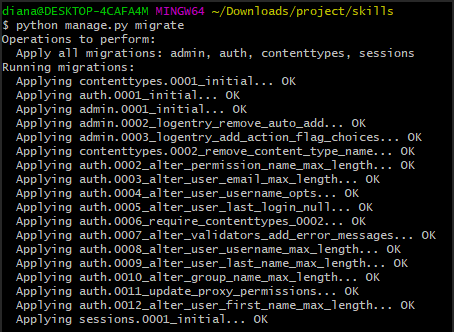 diana@DESKTOP-4CAFA4M MINGW64 ~/Downloads/project/skills
$ python manage.py migrate
Operations to perform:
  Apply all migrations: admin, auth, contenttypes, sessions
Running migrations:
  Applying contenttypes.0001_initial... OK
  Applying auth.0001_initial... OK
  Applying admin.0001_initial... OK
  Applying admin.0002_logentry_remove_auto_add... OK
  Applying admin.0003_logentry_add_action_flag_choices... OK
  Applying contenttypes.0002_remove_content_type_name... OK
  Applying auth.0002_alter_permission_name_max_length... OK
  Applying auth.0003_alter_user_email_max_length... OK
  Applying auth.0004_alter_user_username_opts... OK
  Applying auth.0005_alter_user_last_login_null... OK
  Applying auth.0006_require_contenttypes_0002... OK
  Applying auth.0007_alter_validators_add_error_messages... OK
  Applying auth.0008_alter_user_username_max_length... OK
  Applying auth.0009_alter_user_last_name_max_length... OK
  Applying auth.0010_alter_group_name_max_length... OK
  Applying auth.0011_update_proxy_permissions... OK
  Applying auth.0012_alter_user_first_name_max_length... OK
  Applying sessions.0001_initial... OK